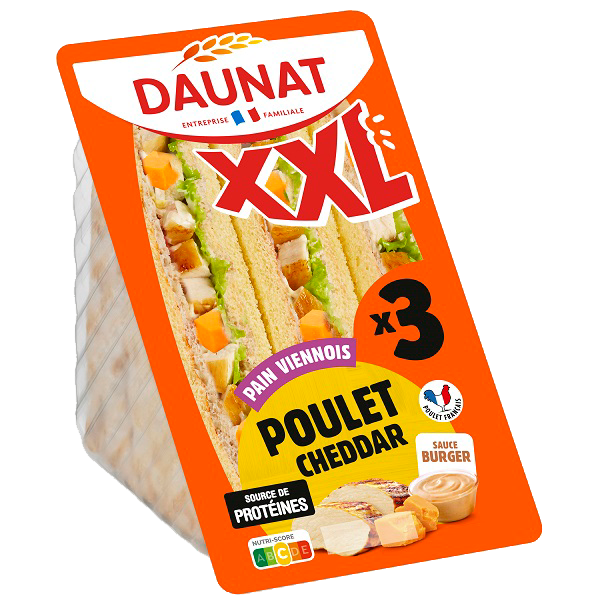 DAUNAT
ENTREPRISE FAMILIALE
XXL
x3
PAIN VIENNOIS
POULET
CHEDDAR
POULET FRANÇAIS
SAUCE
BURGER
SOURCE DE
PROTÉINES
NUTRI-SCORE
A B C D E